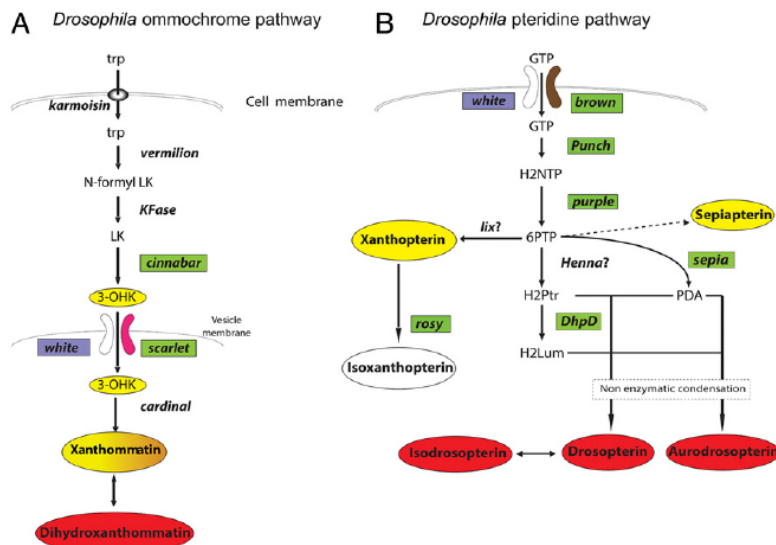 A
Drosophila ommochrome pathway
trp
karmoisin
Cell membrane
trp
vermilion
N-formyl LK
KFase
LK
cinnabar
3-OHK
Vesicle
membrane
white
scarlet
3-OHK
cardinal
Xanthommatin
Dihydroxanthommatin
B
Drosophila pteridine pathway
GTP
white
brown
GTP
Punch
H2NTP
purple
Sepiapterin
lix?
Xanthopterin
6PTP
Henna?
sepia
H2Ptr
PDA
rosy
DhpD
Isoxanthopterin
H2Lum
Non enzymatic condensation
Isodrosopterin
Drosopterin
Aurodrosopterin